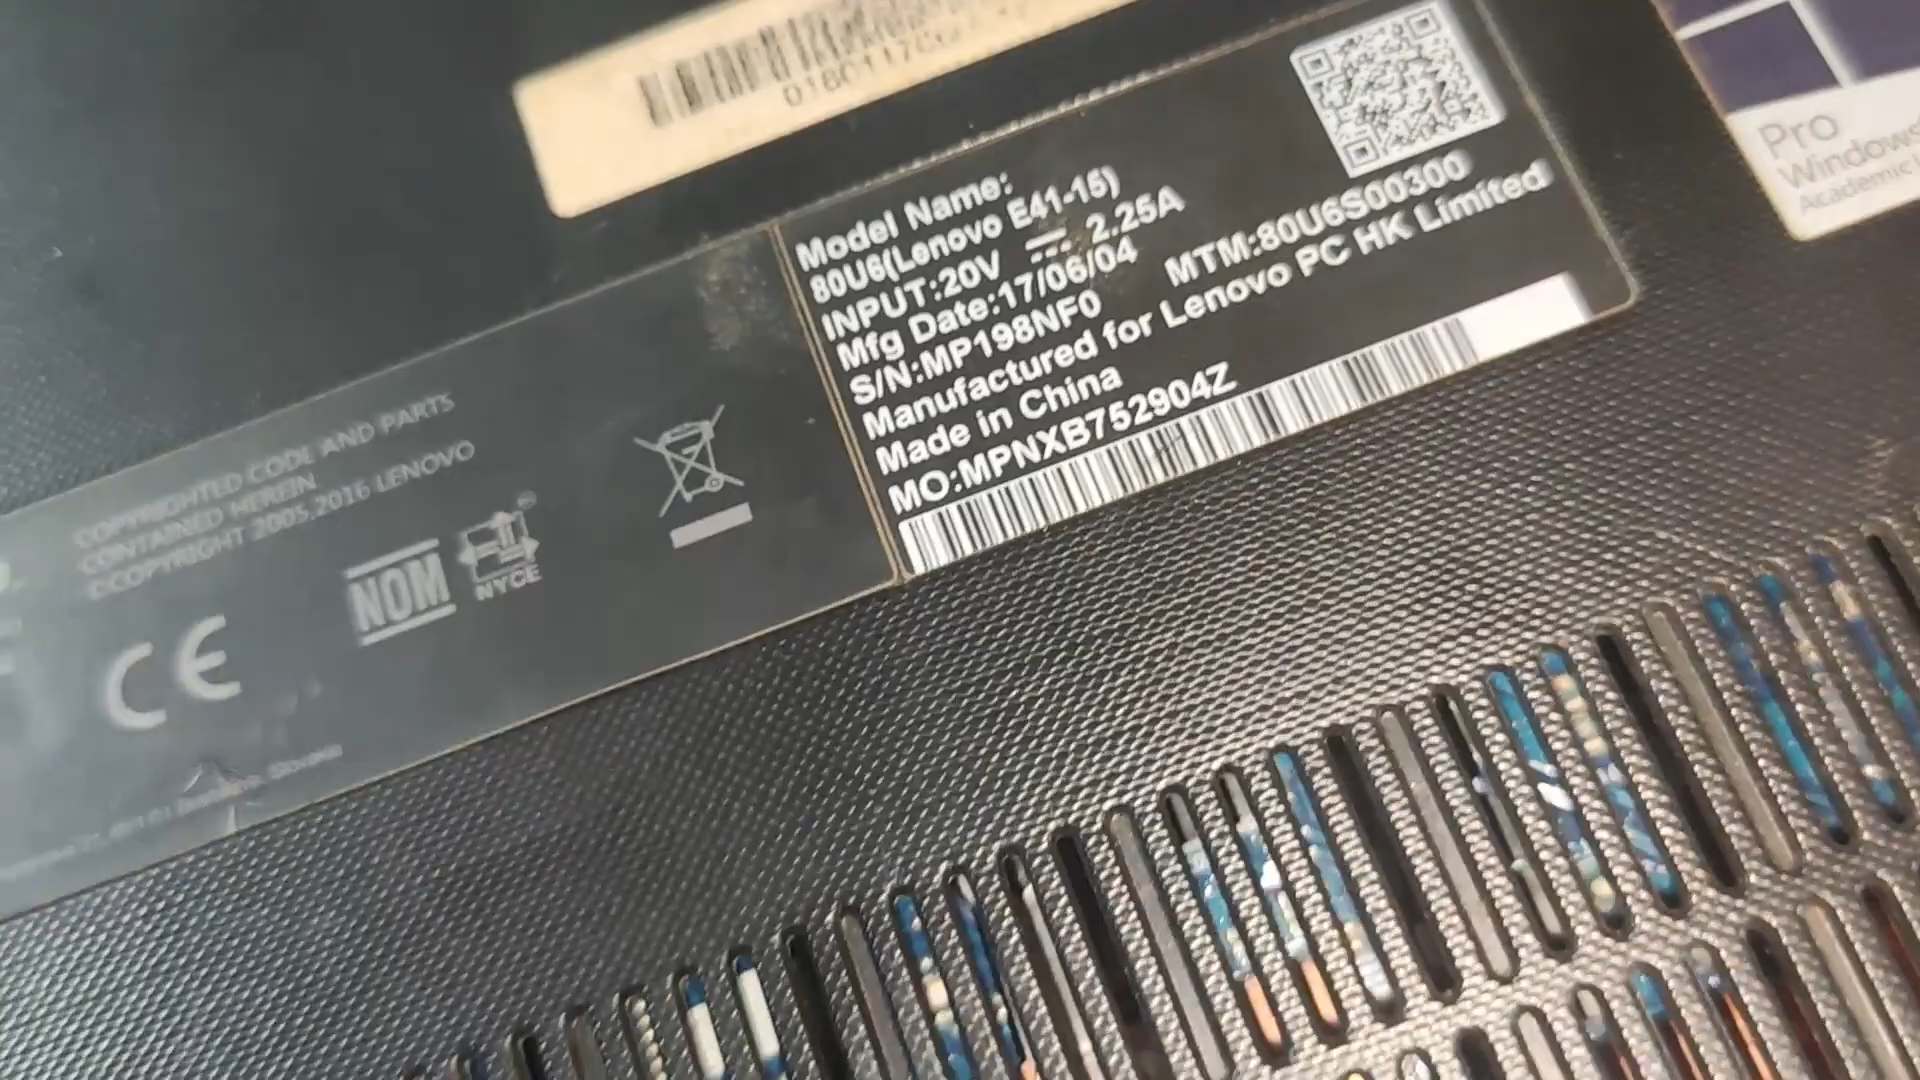 Model Name:
80U6(Lenovo E41-15)
INPUT:20V ⎓ 2.25A
Mfg Date:17/06/04
S/N:MP198NF0 MTM:80U6S00300
Manufactured for Lenovo PC HK Limited
Made in China
MO:MPNXB752904Z
COPYRIGHTED CODE AND PARTS
CONTAINED HEREIN
©COPYRIGHT 2005,2016 LENOVO
NOM
NYCE
CE
Pro
Windows
Academic